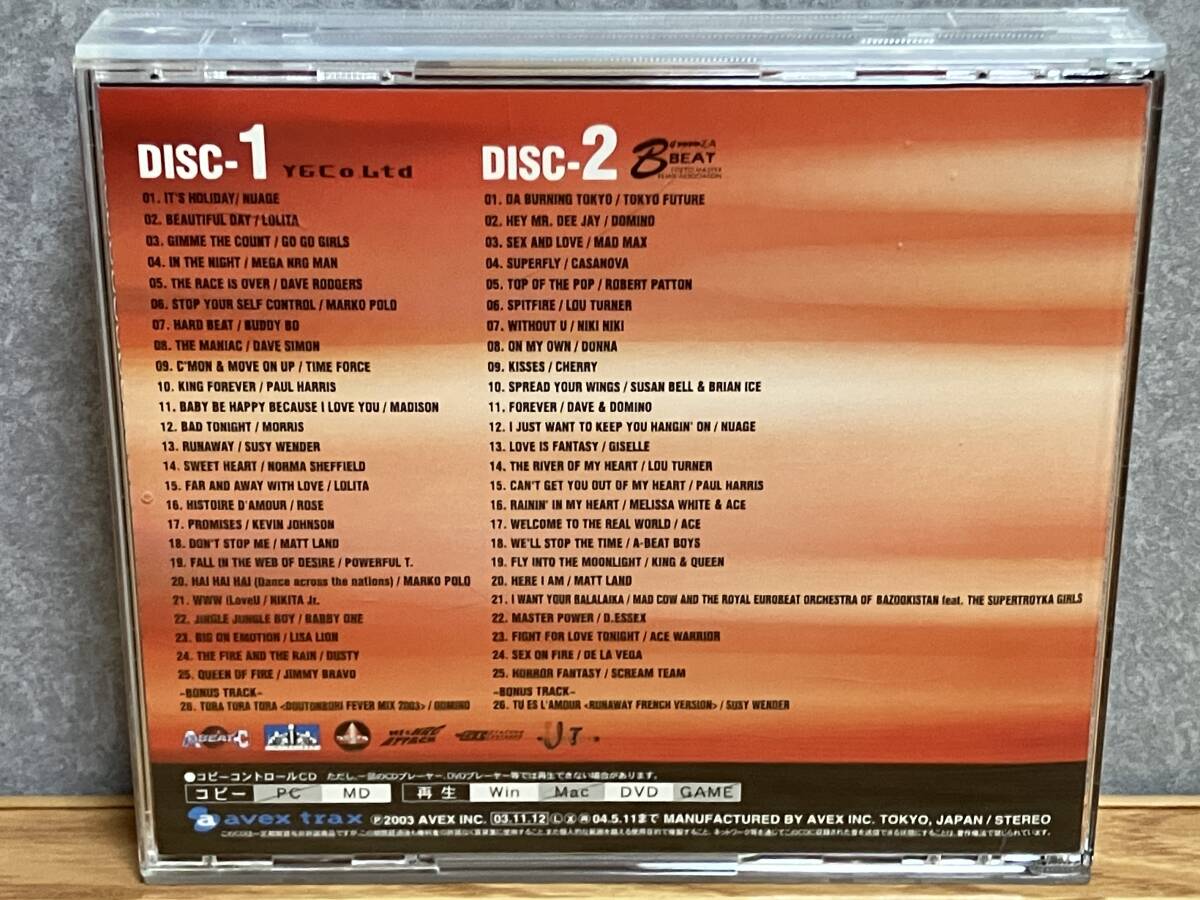 DISC-1 Y&Co.Ltd
01. IT'S HOLIDAY / NUAGE
02. BEAUTIFUL DAY / LOLITA
03. GIMME THE COUNT / GO GO GIRLS
04. IN THE NIGHT / MEGA NRG MAN
05. THE RACE IS OVER / DAVE RODGERS
06. STOP YOUR SELF CONTROL / MARKO POLO
07. HARD BEAT / BUDDY BO
08. THE MANIAC / DAVE SIMON
09. C'MON & MOVE ON UP / TIME FORCE
10. KING FOREVER / PAUL HARRIS
11. BABY BE HAPPY BECAUSE I LOVE YOU / MADISON
12. BAD TONIGHT / MORRIS
13. RUNAWAY / SUSY WENDER
14. SWEET HEART / NORMA SHEFFIELD
15. FAR AND AWAY WITH LOVE / LOLITA
16. HISTOIRE D'AMOUR / ROSE
17. PROMISES / KEVIN JOHNSON
18. DON'T STOP ME / MATT LAND
19. FALL IN THE WEB OF DESIRE / POWERFUL T.
20. HAI HAI HAI (Dance across the nations) / MARKO POLO
21. WWW (LoveU) / NIKITA Jr.
22. JINGLE JUNGLE BOY / BABBY ONE
23. BIG ON EMOTION / LISA LION
24. THE FIRE AND THE RAIN / DUSTY
25. QUEEN OF FIRE / JIMMY BRAVO
-BONUS TRACK-
26. TORA TORA TORA <DOUTONBORI FEVER MIX 2003> / DOMINO
DISC-2 BEAT
01. DA BURNING TOKYO / TOKYO FUTURE
02. HEY MR. DEE JAY / DOMINO
03. SEX AND LOVE / MAD MAX
04. SUPERFLY / CASANOVA
05. TOP OF THE POP / ROBERT PATTON
06. SPITFIRE / LOU TURNER
07. WITHOUT U / NIKI NIKI
08. ON MY OWN / DONNA
09. KISSES / CHERRY
10. SPREAD YOUR WINGS / SUSAN BELL & BRIAN ICE
11. FOREVER / DAVE & DOMINO
12. I JUST WANT TO KEEP YOU HANGIN' ON / NUAGE
13. LOVE IS FANTASY / GISELLE
14. THE RIVER OF MY HEART / LOU TURNER
15. CAN'T GET YOU OUT OF MY HEART / PAUL HARRIS
16. RAININ' IN MY HEART / MELISSA WHITE & ACE
17. WELCOME TO THE REAL WORLD / ACE
18. WE'LL STOP THE TIME / A-BEAT BOYS
19. FLY INTO THE MOONLIGHT / KING & QUEEN
20. HERE I AM / MATT LAND
21. I WANT YOUR BALALAIKA / MAD COW AND THE ROYAL EUROBEAT ORCHESTRA OF BAZOOKISTAN feat. THE SUPERTROYKA GIRLS
22. MASTER POWER / D.ESSEX
23. FIGHT FOR LOVE TONIGHT / ACE WARRIOR
24. SEX ON FIRE / DE LA VEGA
25. HORROR FANTASY / SCREAM TEAM
-BONUS TRACK-
26. TU ES L'AMOUR <RUNAWAY FRENCH VERSION> / SUSY WENDER
A BEAT-C
●コピーコントロールCD ただし、一部のCDプレーヤー、DVDプレーヤー等では再生できない場合があります。
コピー PC MD 再生 Win Mac DVD GAME
avex trax ℗2003 AVEX INC. 03.11.12 Ⓛ Ⓧ 04.5.11まで MANUFACTURED BY AVEX INC. TOKYO, JAPAN / STEREO